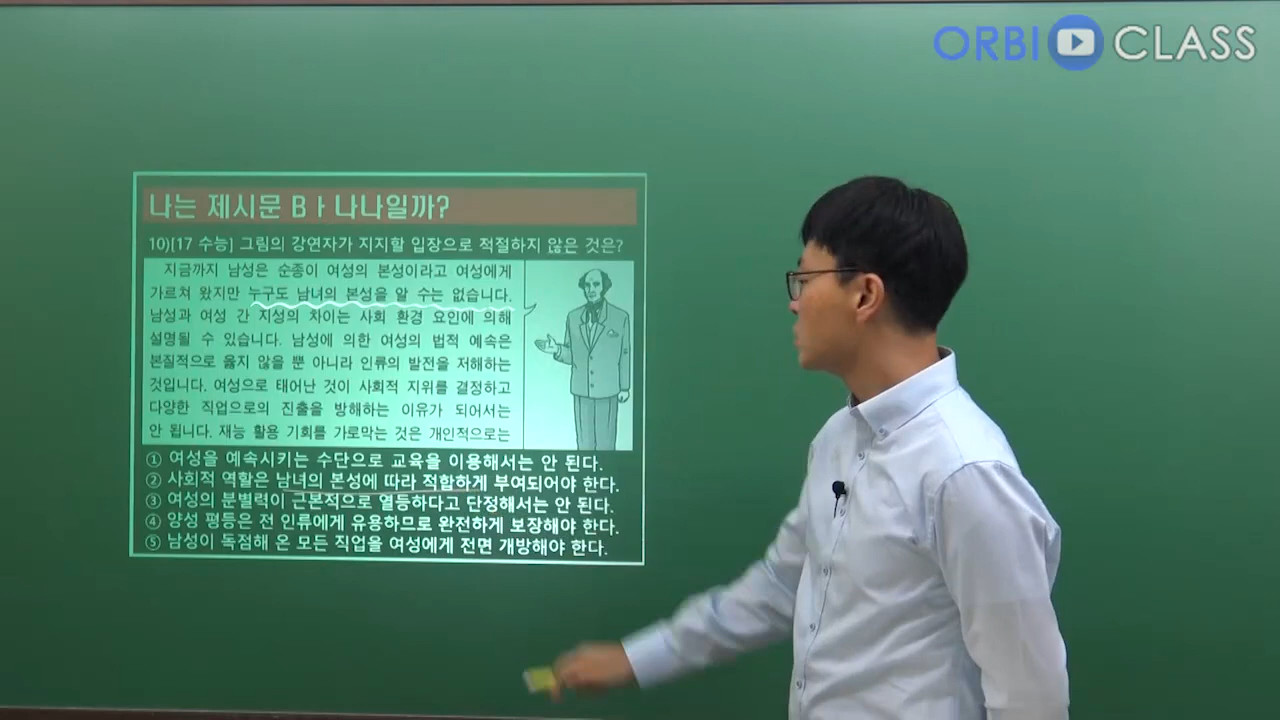 ORBI CLASS
나는 제시문 Bㅏ나나일까?
10)[17 수능] 그림의 강연자가 지지할 입장으로 적절하지 않은 것은?
지금까지 남성은 순종이 여성의 본성이라고 여성에게
가르쳐 왔지만 누구도 남녀의 본성을 알 수는 없습니다.
남성과 여성 간 지성의 차이는 사회 환경 요인에 의해
설명될 수 있습니다. 남성에 의한 여성의 법적 예속은
본질적으로 옳지 않을 뿐 아니라 인류의 발전을 저해하는
것입니다. 여성으로 태어난 것이 사회적 지위를 결정하고
다양한 직업으로의 진출을 방해하는 이유가 되어서는
안 됩니다. 재능 활용 기회를 가로막는 것은 개인적으로는
① 여성을 예속시키는 수단으로 교육을 이용해서는 안 된다.
② 사회적 역할은 남녀의 본성에 따라 적합하게 부여되어야 한다.
③ 여성의 분별력이 근본적으로 열등하다고 단정해서는 안 된다.
④ 양성 평등은 전 인류에게 유용하므로 완전하게 보장해야 한다.
⑤ 남성이 독점해 온 모든 직업을 여성에게 전면 개방해야 한다.